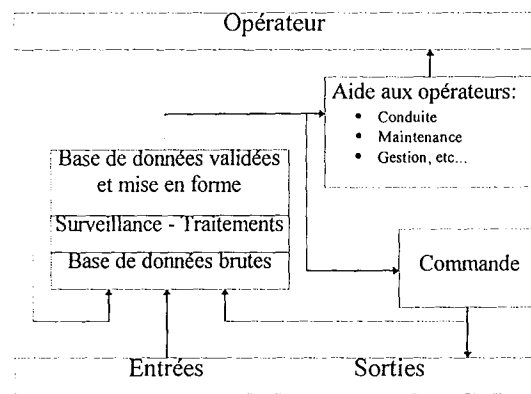 Opérateur
Aide aux opérateurs:
• Conduite
• Maintenance
• Gestion, etc...
Base de données validées
et mise en forme
Surveillance - Traitements
Base de données brutes
Commande
Entrées
Sorties